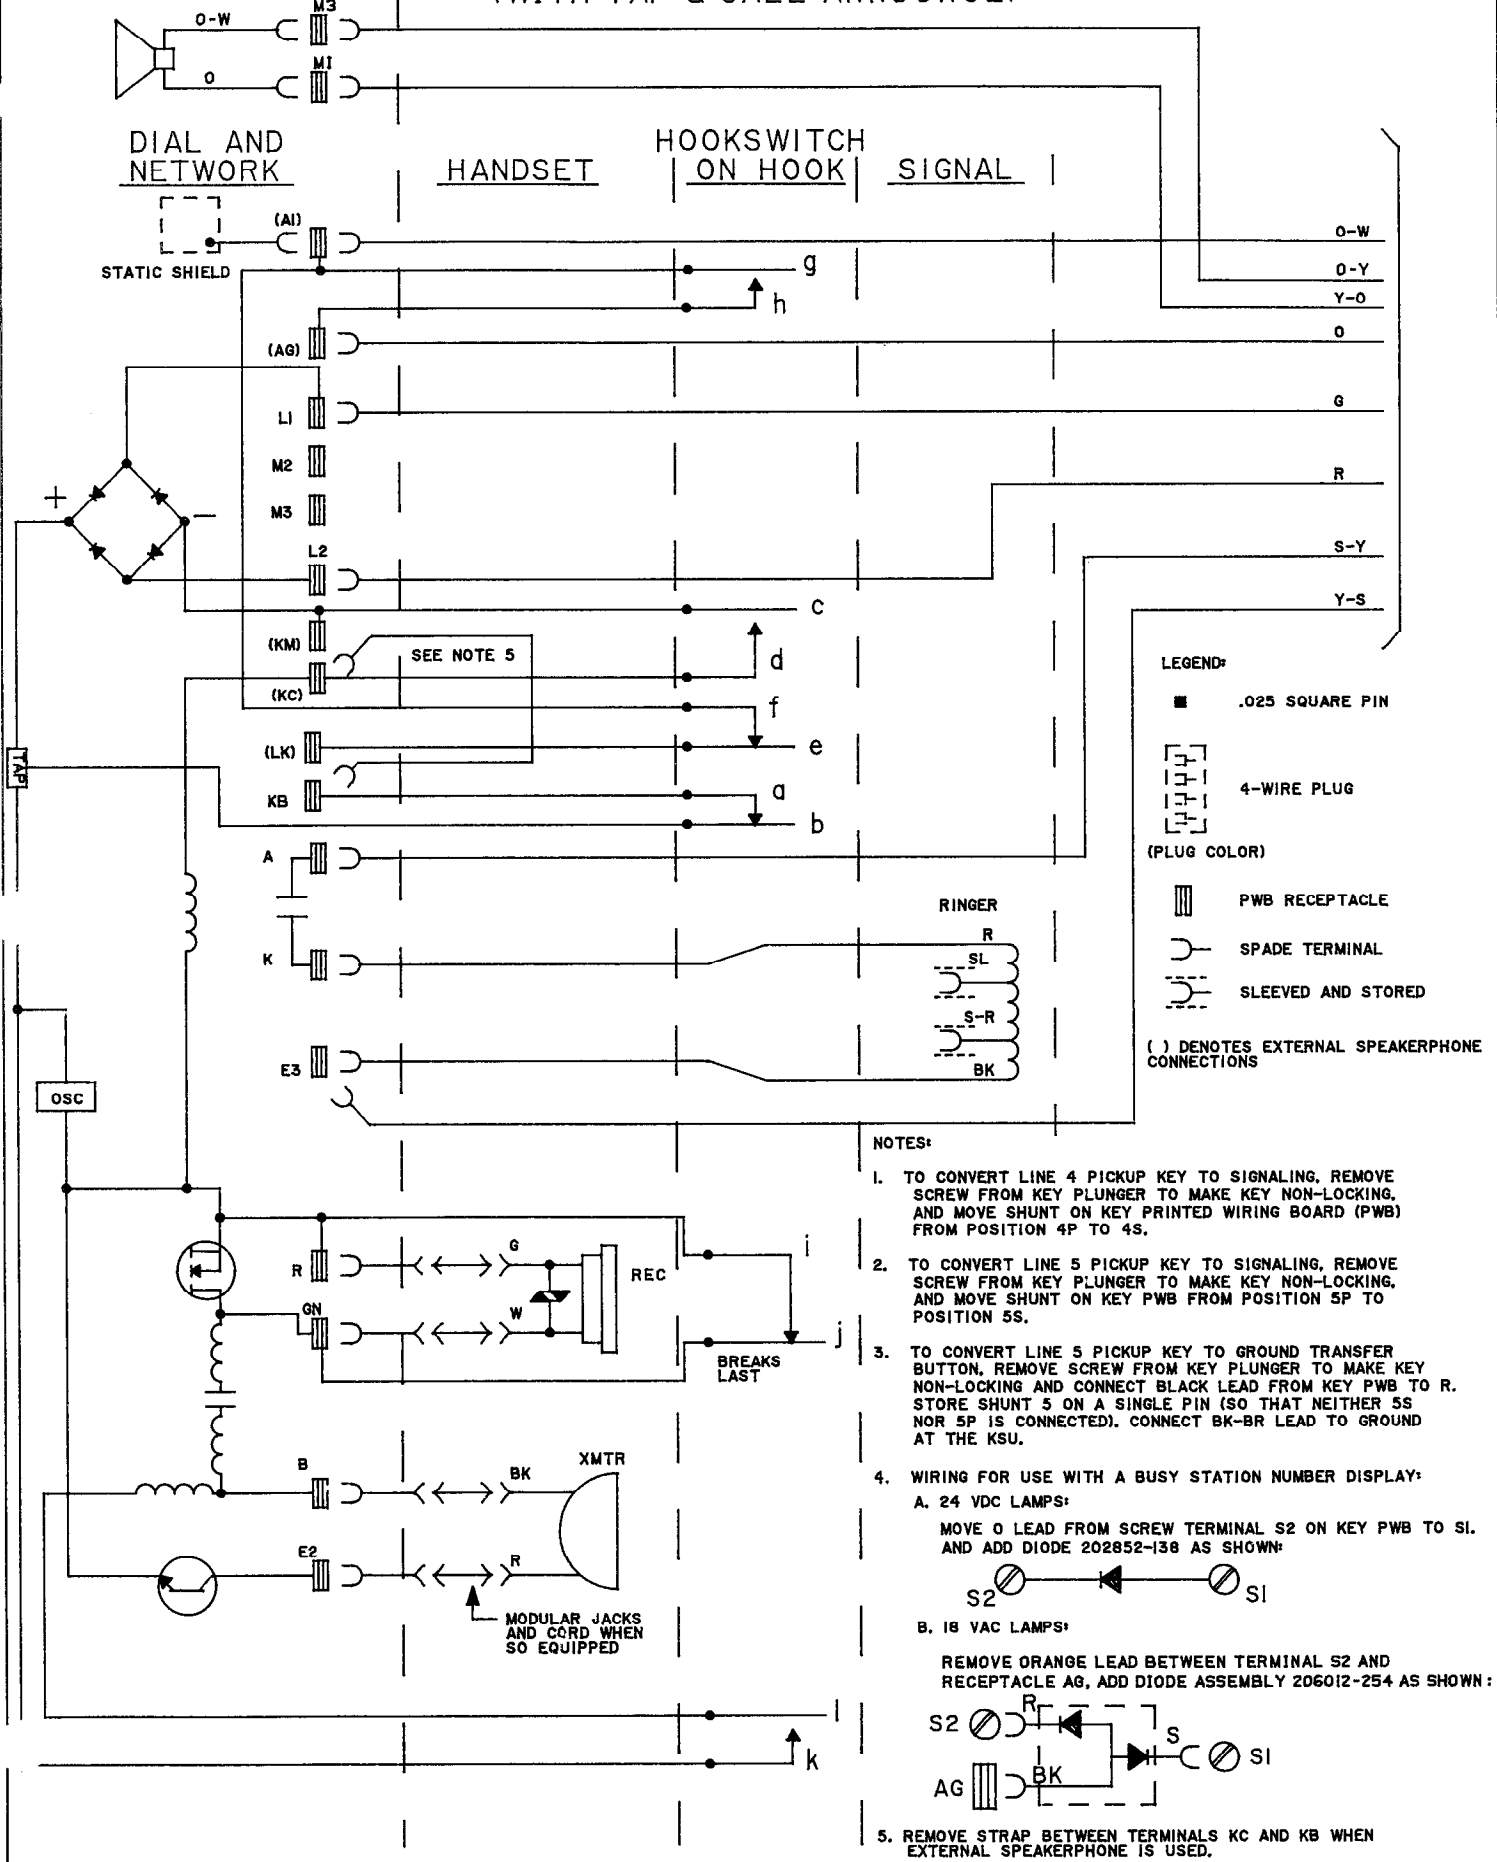 M3
O-W
M1
O
DIAL AND
NETWORK
HANDSET
HOOKSWITCH
ON HOOK
SIGNAL
(A1)
STATIC SHIELD
O-W
g
O-Y
h
Y-O
O
(AG)
L1
G
M2
R
+
−
M3
S-Y
L2
Y-S
c
(KM)
SEE NOTE 5
d
(KC)
f
(LK)
e
TAP
KB
a
b
A
LEGEND:
.025 SQUARE PIN
4-WIRE PLUG
(PLUG COLOR)
PWB RECEPTACLE
SPADE TERMINAL
SLEEVED AND STORED
( ) DENOTES EXTERNAL SPEAKERPHONE
CONNECTIONS
RINGER
R
K
SL
S-R
E3
BK
OSC
i
R
G
REC
GN
W
j
BREAKS
LAST
B
BK
XMTR
E2
R
MODULAR JACKS
AND CORD WHEN
SO EQUIPPED
l
k
NOTES:
1. TO CONVERT LINE 4 PICKUP KEY TO SIGNALING, REMOVE
SCREW FROM KEY PLUNGER TO MAKE KEY NON-LOCKING,
AND MOVE SHUNT ON KEY PRINTED WIRING BOARD (PWB)
FROM POSITION 4P TO 4S.
2. TO CONVERT LINE 5 PICKUP KEY TO SIGNALING, REMOVE
SCREW FROM KEY PLUNGER TO MAKE KEY NON-LOCKING,
AND MOVE SHUNT ON KEY PWB FROM POSITION 5P TO
POSITION 5S.
3. TO CONVERT LINE 5 PICKUP KEY TO GROUND TRANSFER
BUTTON, REMOVE SCREW FROM KEY PLUNGER TO MAKE KEY
NON-LOCKING AND CONNECT BLACK LEAD FROM KEY PWB TO R.
STORE SHUNT 5 ON A SINGLE PIN (SO THAT NEITHER 5S
NOR 5P IS CONNECTED). CONNECT BK-BR LEAD TO GROUND
AT THE KSU.
4. WIRING FOR USE WITH A BUSY STATION NUMBER DISPLAY:
A. 24 VDC LAMPS:
MOVE O LEAD FROM SCREW TERMINAL S2 ON KEY PWB TO S1.
AND ADD DIODE 202852-138 AS SHOWN:
S2
S1
B. 18 VAC LAMPS:
REMOVE ORANGE LEAD BETWEEN TERMINAL S2 AND
RECEPTACLE AG, ADD DIODE ASSEMBLY 206012-254 AS SHOWN:
S2
R
S
S1
AG
BK
5. REMOVE STRAP BETWEEN TERMINALS KC AND KB WHEN
EXTERNAL SPEAKERPHONE IS USED.